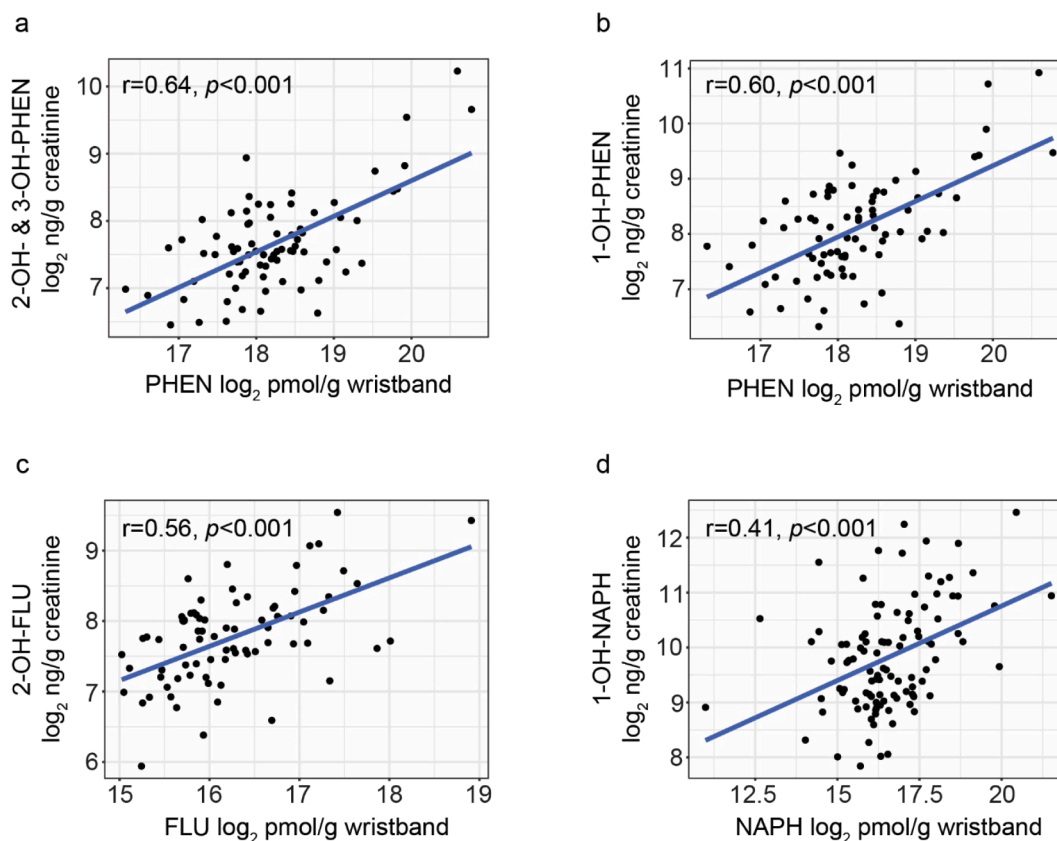 a
r=0.64, p<0.001
2-OH- & 3-OH-PHEN
log₂ ng/g creatinine
10
9
8
7
17 18 19 20
PHEN log₂ pmol/g wristband
b
r=0.60, p<0.001
1-OH-PHEN
log₂ ng/g creatinine
11
10
9
8
7
17 18 19 20
PHEN log₂ pmol/g wristband
c
r=0.56, p<0.001
2-OH-FLU
log₂ ng/g creatinine
9
8
7
6
15 16 17 18 19
FLU log₂ pmol/g wristband
d
r=0.41, p<0.001
1-OH-NAPH
log₂ ng/g creatinine
12
11
10
9
8
12.5 15 17.5 20
NAPH log₂ pmol/g wristband